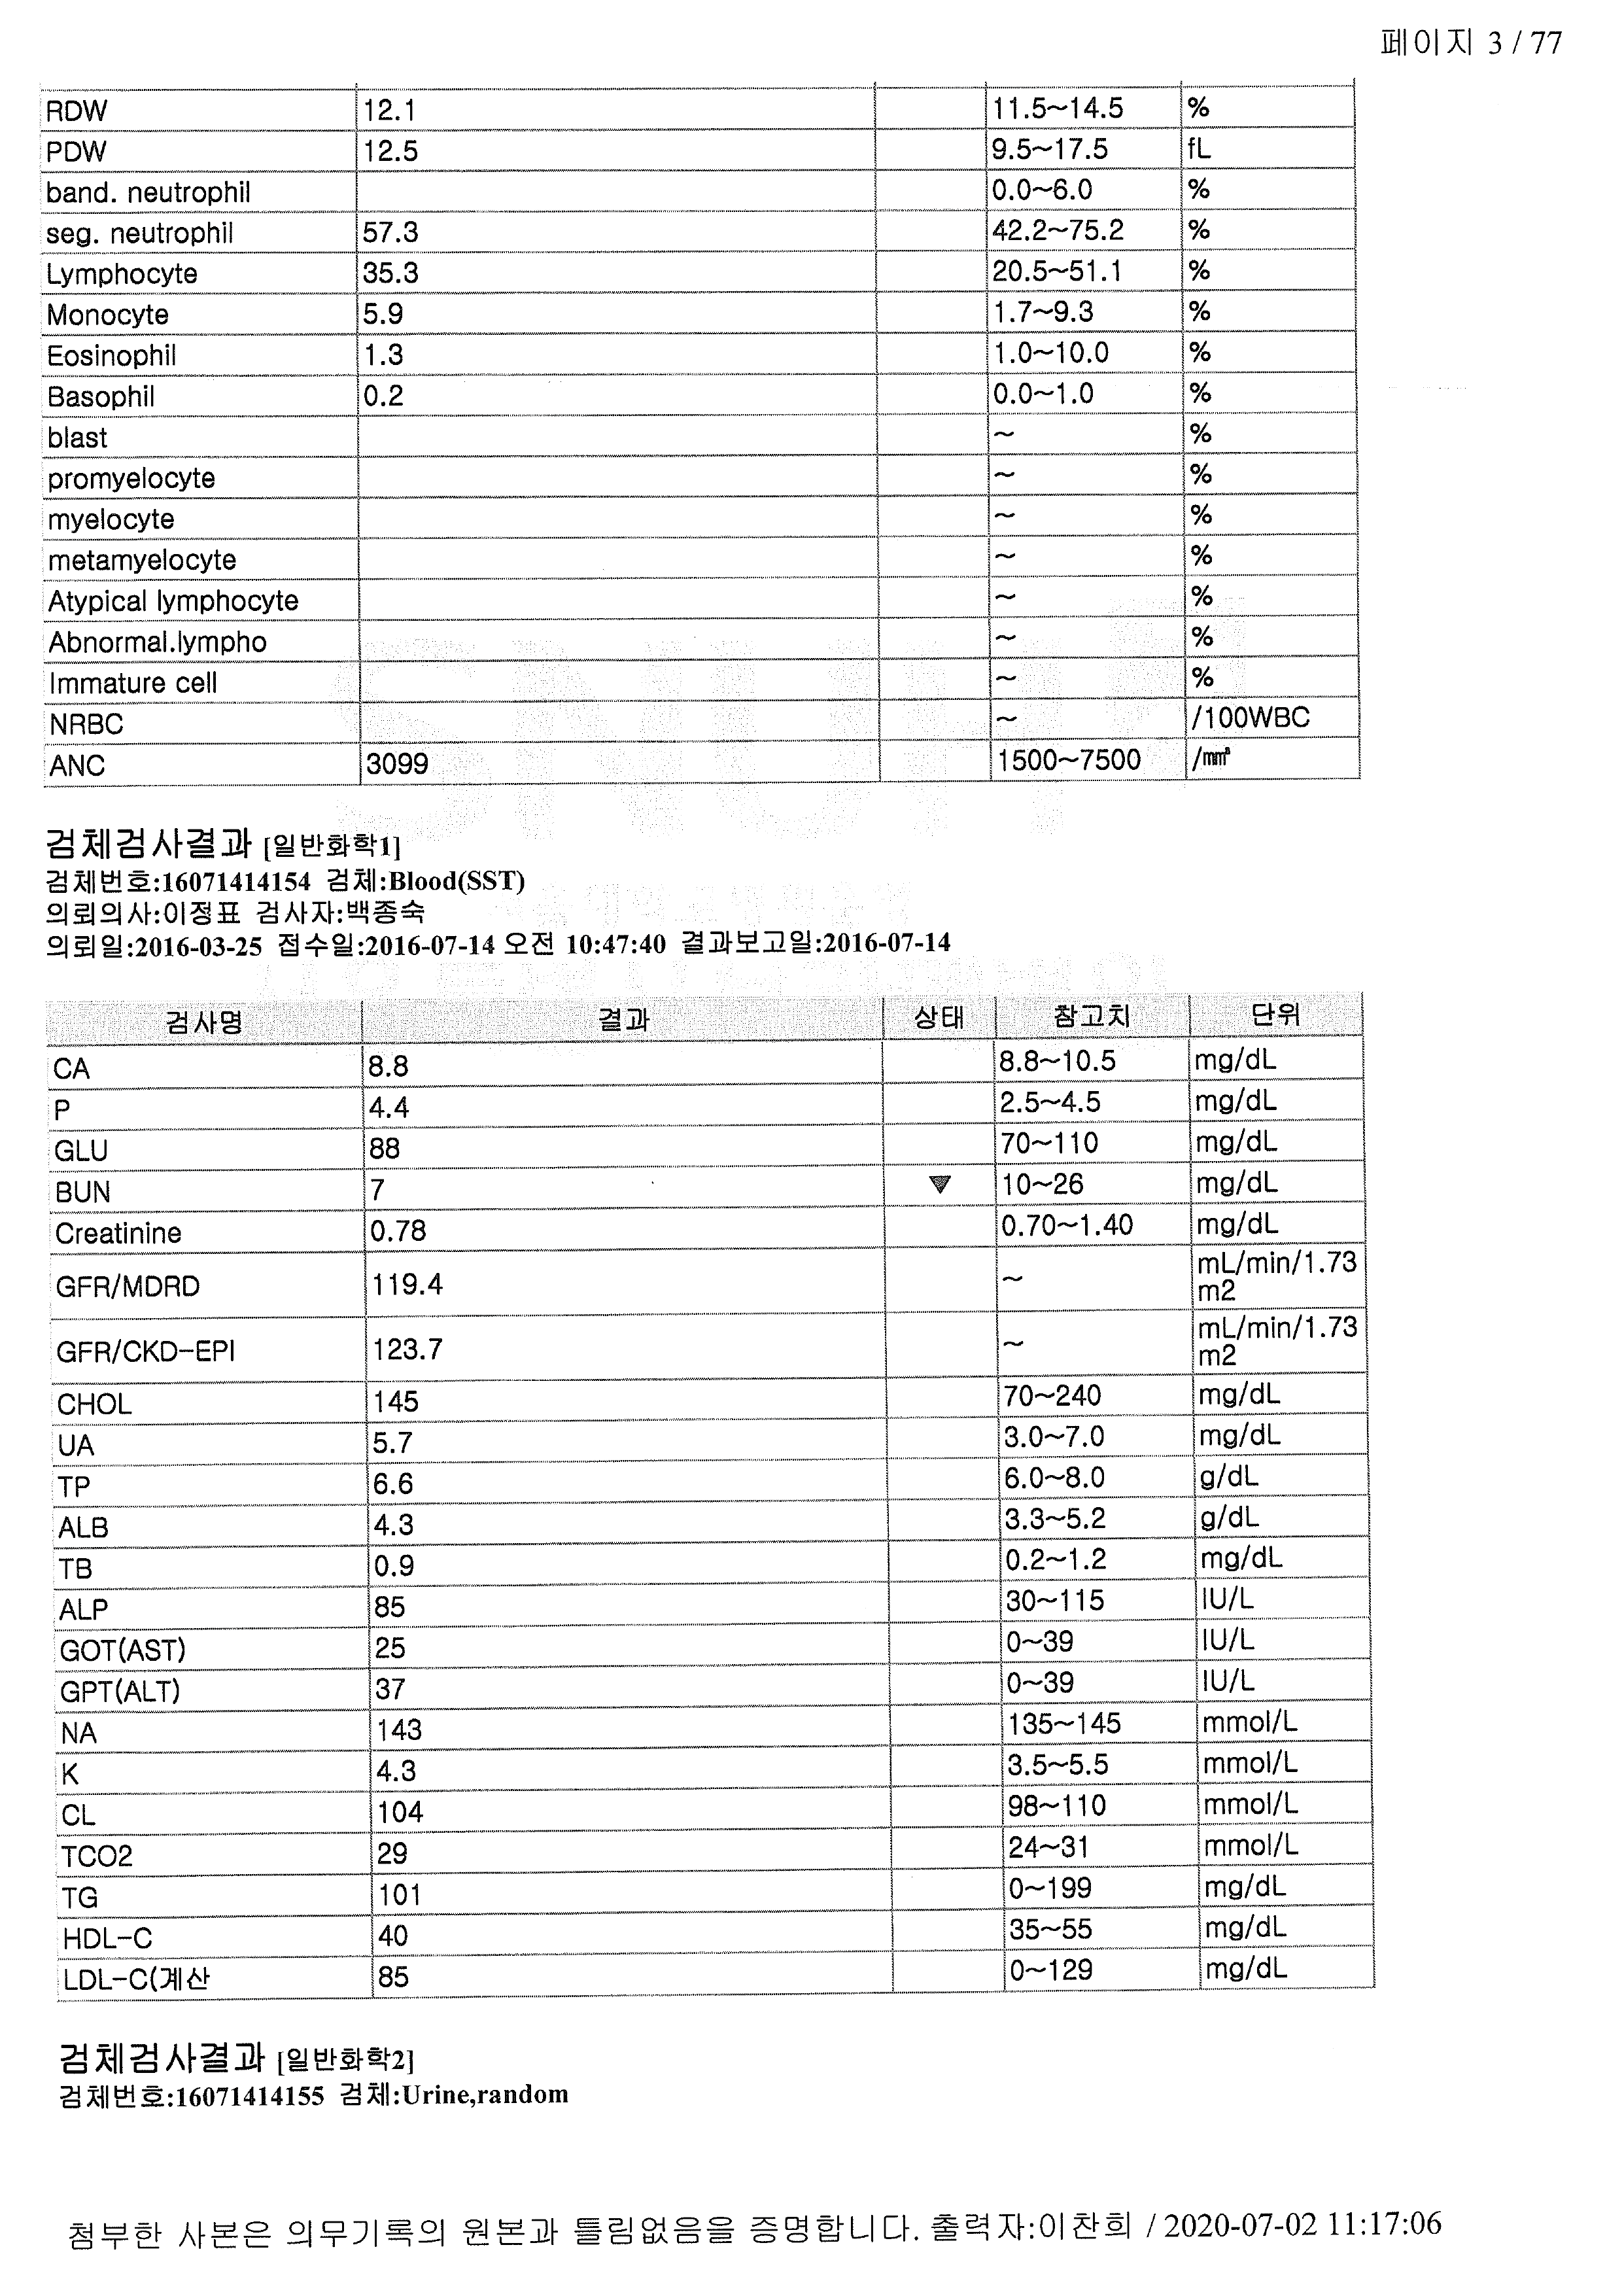 페이지 3 / 77
RDW 12.1 11.5~14.5 %
PDW 12.5 9.5~17.5 fL
band. neutrophil 0.0~6.0 %
seg. neutrophil 57.3 42.2~75.2 %
Lymphocyte 35.3 20.5~51.1 %
Monocyte 5.9 1.7~9.3 %
Eosinophil 1.3 1.0~10.0 %
Basophil 0.2 0.0~1.0 %
blast ~ %
promyelocyte ~ %
myelocyte ~ %
metamyelocyte ~ %
Atypical lymphocyte ~ %
Abnormal.lympho ~ %
Immature cell ~ %
NRBC ~ /100WBC
ANC 3099 1500~7500 /㎣
검체검사결과 [일반화학1]
검체번호:16071414154 검체:Blood(SST)
의뢰의사:이정표 검사자:백종숙
의뢰일:2016-03-25 접수일:2016-07-14 오전 10:47:40 결과보고일:2016-07-14
검사명 결과 상태 참고치 단위
CA 8.8 8.8~10.5 mg/dL
P 4.4 2.5~4.5 mg/dL
GLU 88 70~110 mg/dL
BUN 7 ▼ 10~26 mg/dL
Creatinine 0.78 0.70~1.40 mg/dL
GFR/MDRD 119.4 ~ mL/min/1.73
m2
GFR/CKD-EPI 123.7 ~ mL/min/1.73
m2
CHOL 145 70~240 mg/dL
UA 5.7 3.0~7.0 mg/dL
TP 6.6 6.0~8.0 g/dL
ALB 4.3 3.3~5.2 g/dL
TB 0.9 0.2~1.2 mg/dL
ALP 85 30~115 IU/L
GOT(AST) 25 0~39 IU/L
GPT(ALT) 37 0~39 IU/L
NA 143 135~145 mmol/L
K 4.3 3.5~5.5 mmol/L
CL 104 98~110 mmol/L
TCO2 29 24~31 mmol/L
TG 101 0~199 mg/dL
HDL-C 40 35~55 mg/dL
LDL-C(계산 85 0~129 mg/dL
검체검사결과 [일반화학2]
검체번호:16071414155 검체:Urine,random
첨부한 사본은 의무기록의 원본과 틀림없음을 증명합니다. 출력자:이찬희 / 2020-07-02 11:17:06